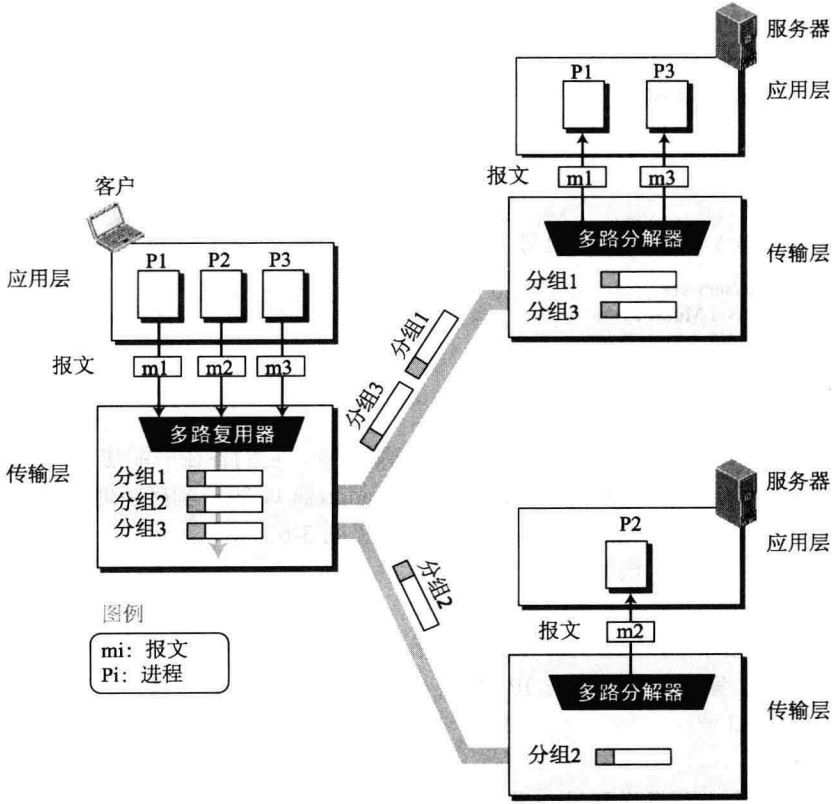 服务器
P1 P3
应用层
报文 m1 m3
多路分解器
传输层
分组1
分组3
客户
P1 P2 P3
应用层
报文 m1 m2 m3
多路复用器
传输层
分组1
分组2
分组3
分组1
分组3
分组2
服务器
P2
应用层
报文 m2
多路分解器
传输层
分组2
图例
mi: 报文
Pi: 进程